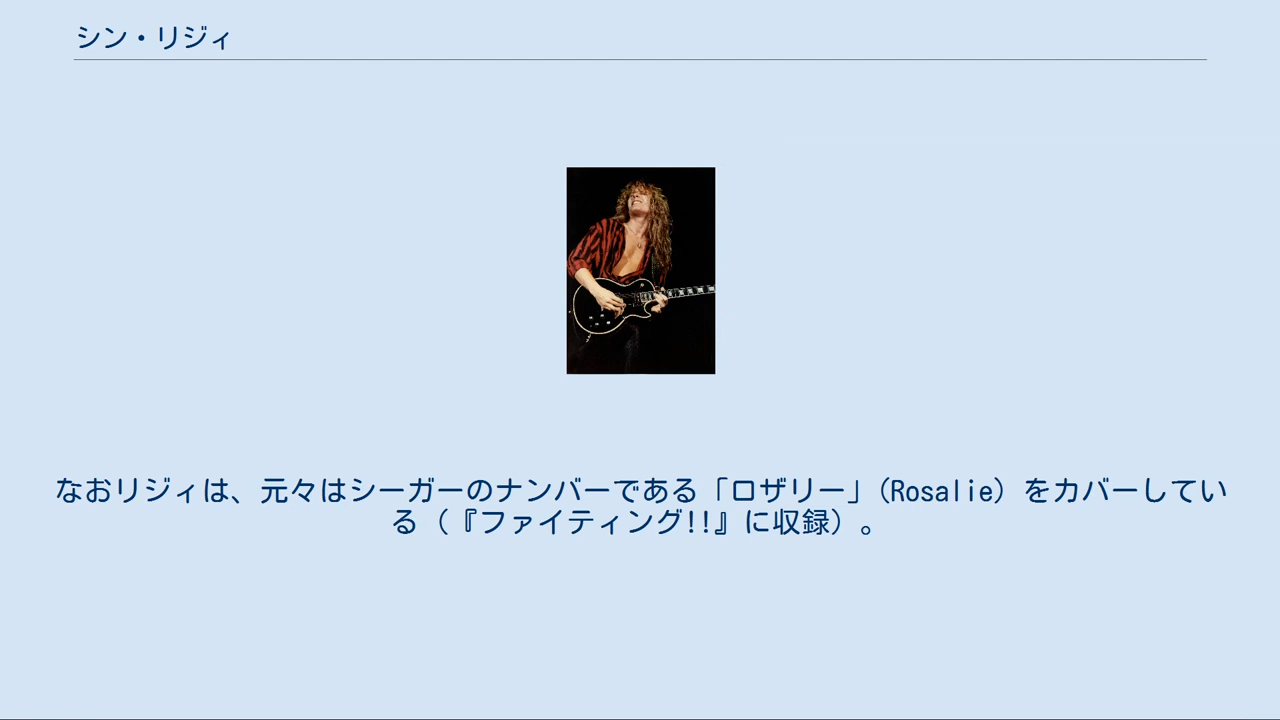 シン・リジィ
なおリジィは、元々はシーガーのナンバーである「ロザリー」(Rosalie) をカバーしてい
る（『ファイティング!!』に収録）。